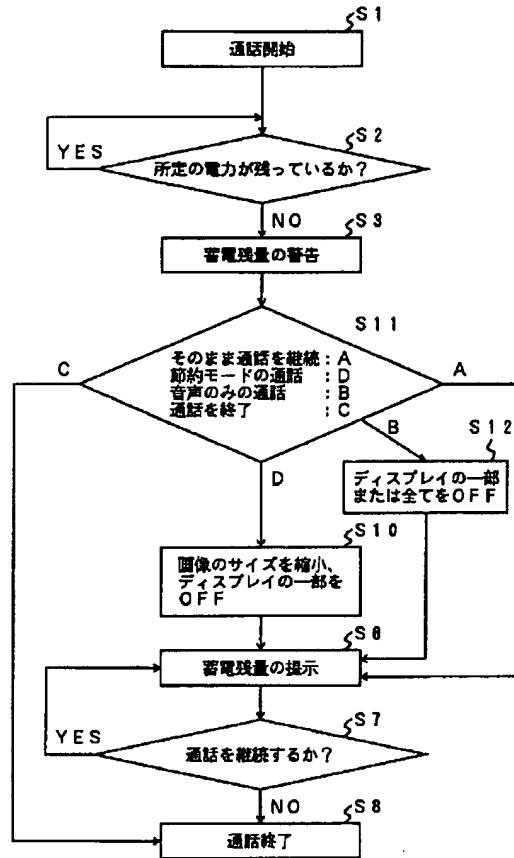 S1
通話開始
S2
YES
所定の電力が残っているか?
NO
S3
蓄電残量の警告
S11
C
そのまま通話を継続:A
節約モードの通話 :D
音声のみの通話 :B
通話を終了 :C
A
B
S12
D
ディスプレイの一部
または全てをOFF
S10
画像のサイズを縮小、
ディスプレイの一部を
OFF
S6
蓄電残量の提示
S7
YES
通話を継続するか?
NO
S8
通話終了